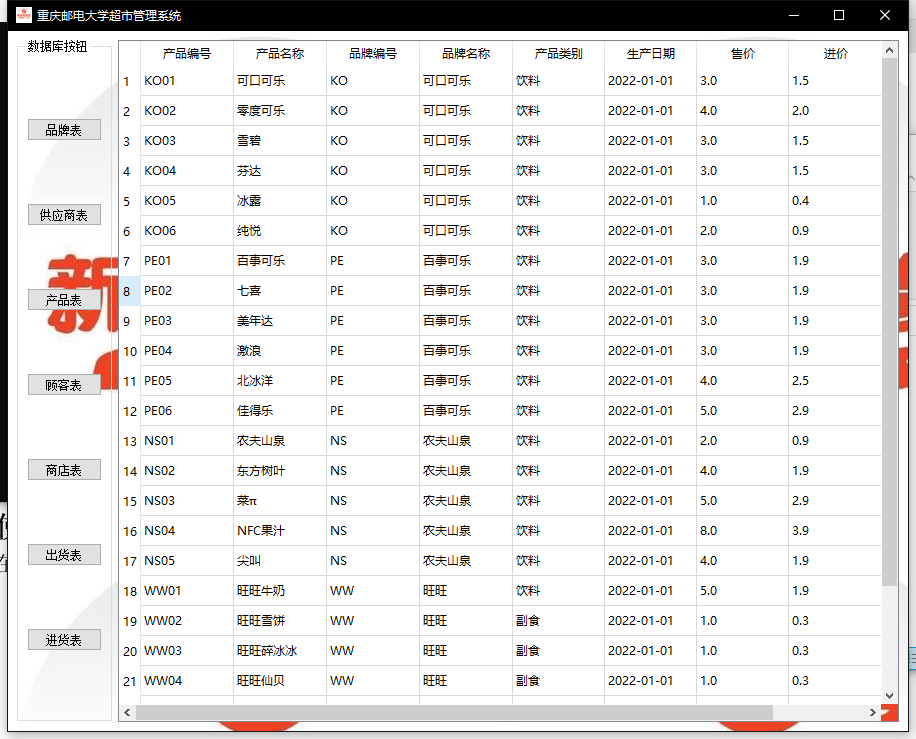 重庆邮电大学超市管理系统
数据库按钮
品牌表
供应商表
产品表
顾客表
商店表
出货表
进货表
产品编号 产品名称 品牌编号 品牌名称 产品类别 生产日期 售价 进价
1 KO01 可口可乐 KO 可口可乐 饮料 2022-01-01 3.0 1.5
2 KO02 零度可乐 KO 可口可乐 饮料 2022-01-01 4.0 2.0
3 KO03 雪碧 KO 可口可乐 饮料 2022-01-01 3.0 1.5
4 KO04 芬达 KO 可口可乐 饮料 2022-01-01 3.0 1.5
5 KO05 冰露 KO 可口可乐 饮料 2022-01-01 1.0 0.4
6 KO06 纯悦 KO 可口可乐 饮料 2022-01-01 2.0 0.9
7 PE01 百事可乐 PE 百事可乐 饮料 2022-01-01 3.0 1.9
8 PE02 七喜 PE 百事可乐 饮料 2022-01-01 3.0 1.9
9 PE03 美年达 PE 百事可乐 饮料 2022-01-01 3.0 1.9
10 PE04 激浪 PE 百事可乐 饮料 2022-01-01 3.0 1.9
11 PE05 北冰洋 PE 百事可乐 饮料 2022-01-01 4.0 2.5
12 PE06 佳得乐 PE 百事可乐 饮料 2022-01-01 5.0 2.9
13 NS01 农夫山泉 NS 农夫山泉 饮料 2022-01-01 2.0 0.9
14 NS02 东方树叶 NS 农夫山泉 饮料 2022-01-01 4.0 1.9
15 NS03 菜π NS 农夫山泉 饮料 2022-01-01 5.0 2.9
16 NS04 NFC果汁 NS 农夫山泉 饮料 2022-01-01 8.0 3.9
17 NS05 尖叫 NS 农夫山泉 饮料 2022-01-01 4.0 1.9
18 WW01 旺旺牛奶 WW 旺旺 饮料 2022-01-01 5.0 1.9
19 WW02 旺旺雪饼 WW 旺旺 副食 2022-01-01 1.0 0.3
20 WW03 旺旺碎冰冰 WW 旺旺 副食 2022-01-01 1.0 0.3
21 WW04 旺旺仙贝 WW 旺旺 副食 2022-01-01 1.0 0.3